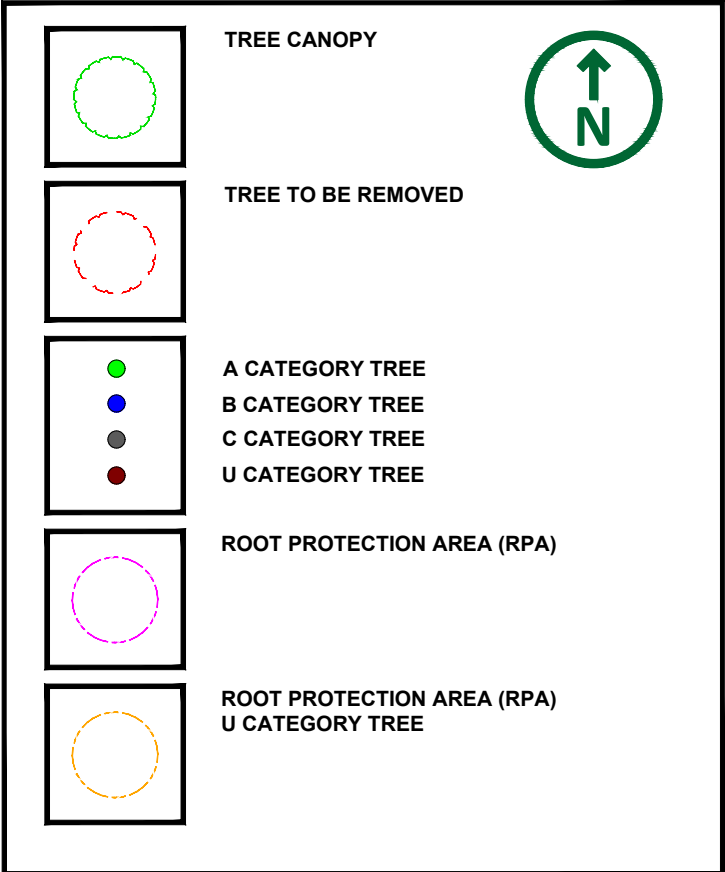 TREE CANOPY
N
TREE TO BE REMOVED
A CATEGORY TREE
B CATEGORY TREE
C CATEGORY TREE
U CATEGORY TREE
ROOT PROTECTION AREA (RPA)
ROOT PROTECTION AREA (RPA)
U CATEGORY TREE